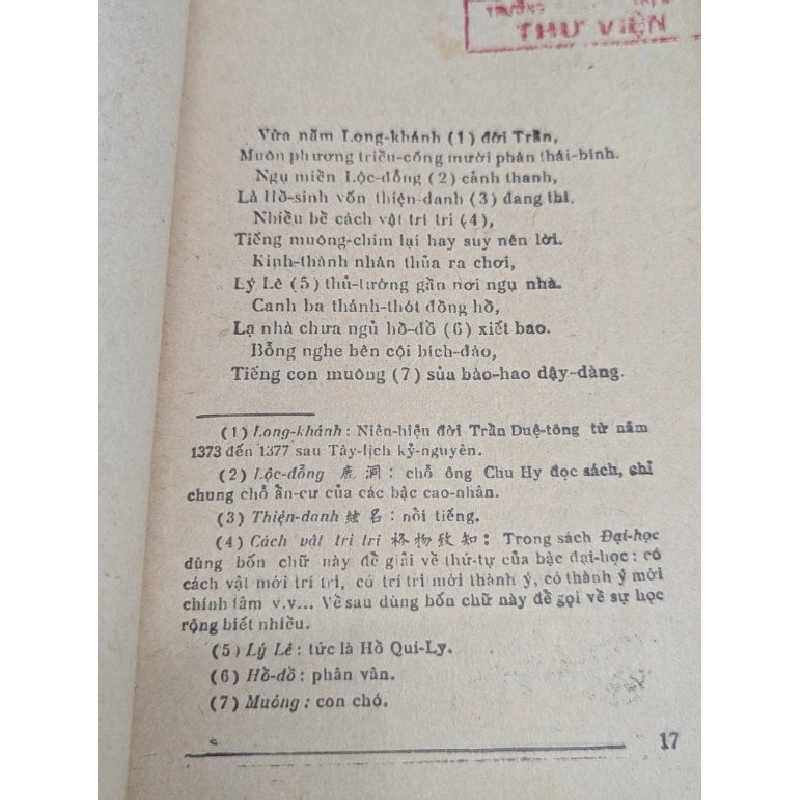 TRƯỜNG
THƯ VIỆN
Vừa năm Long-khánh (1) đời Trần,
Muôn phương triều-cống mười phân thái-bình.
Ngụ miền Lộc-đỗng (2) cảnh thanh,
Là Hồ-sinh vốn thiện-danh (3) đang thì.
Nhiều bề cách vật trí tri (4),
Tiếng muông-chim lại hay suy nên lời.
Kinh-thành nhân thủa ra chơi,
Lý Lê (5) thủ-tướng gần nơi ngụ nhà.
Canh ba thánh-thót đồng hồ,
Lạ nhà chưa ngủ hồ-đồ (6) xiết bao.
Bỗng nghe bên cội bích-đào,
Tiếng con muông (7) sủa bào-hao dậy-dàng.
(1) Long-khánh : Niên-hiệu đời Trần Duệ-tông từ năm
1373 đến 1377 sau Tây-lịch kỷ-nguyên.
(2) Lộc-đỗng 鹿 洞 : chỗ ông Chu Hy đọc sách, chỉ
chung chỗ ẩn-cư của các bậc cao-nhân.
(3) Thiện-danh 名 : nổi tiếng.
(4) Cách vật trí tri 格 物 致 知 : Trong sách Đại-học
dùng bốn chữ này để giải về thứ-tự của bậc đại-học : có
cách vật mới trí tri, có trí tri mới thành ý, có thành ý mới
chính tâm v.v... Về sau dùng bốn chữ này để gọi về sự học
rộng biết nhiều.
(5) Lý Lê : tức là Hồ Quí-Ly.
(6) Hồ-đồ : phân vân.
(7) Muông : con chó.
17